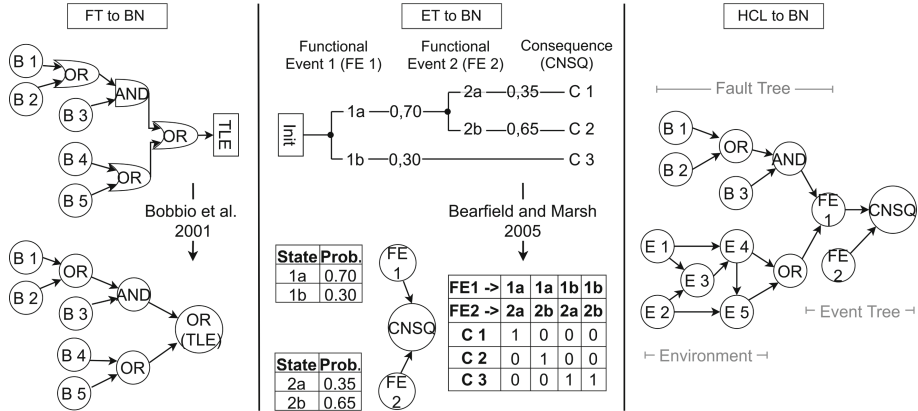 FT to BN
B 1
OR
B 2
AND
B 3
OR
TLE
B 4
OR
B 5
Bobbio et al.
2001
B 1
OR
B 2
AND
B 3
OR
(TLE)
B 4
OR
B 5
ET to BN
Functional
Event 1 (FE 1)
Functional
Event 2 (FE 2)
Consequence
(CNSQ)
2a 0,35 C 1
1a 0,70
Init
2b 0,65 C 2
1b 0,30 C 3
Bearfield and Marsh
2005
State Prob.
1a 0.70
1b 0.30
FE
1
CNSQ
State Prob.
2a 0.35
2b 0.65
FE
2
FE1 -> 1a 1a 1b 1b
FE2 -> 2a 2b 2a 2b
C 1 1 0 0 0
C 2 0 1 0 0
C 3 0 0 1 1
HCL to BN
Fault Tree
B 1
OR
B 2
AND
B 3
FE
1
CNSQ
E 1
E 4
FE
2
E 3
OR
E 2
E 5
Event Tree
Environment